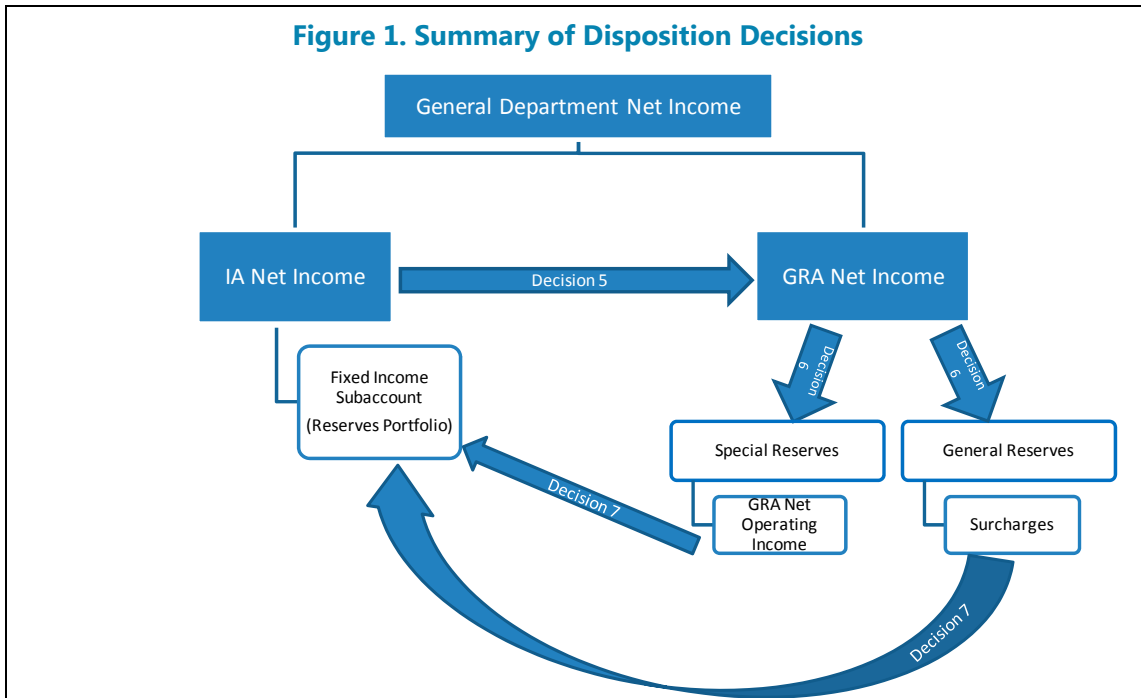 Figure 1. Summary of Disposition Decisions
General Department Net Income
IA Net Income
Decision 5
GRA Net Income
Decision
6
Decision
6
Fixed Income
Subaccount
(Reserves Portfolio)
Special Reserves
General Reserves
Decision 7
GRA Net
Operating
Income
Surcharges
Decision 7